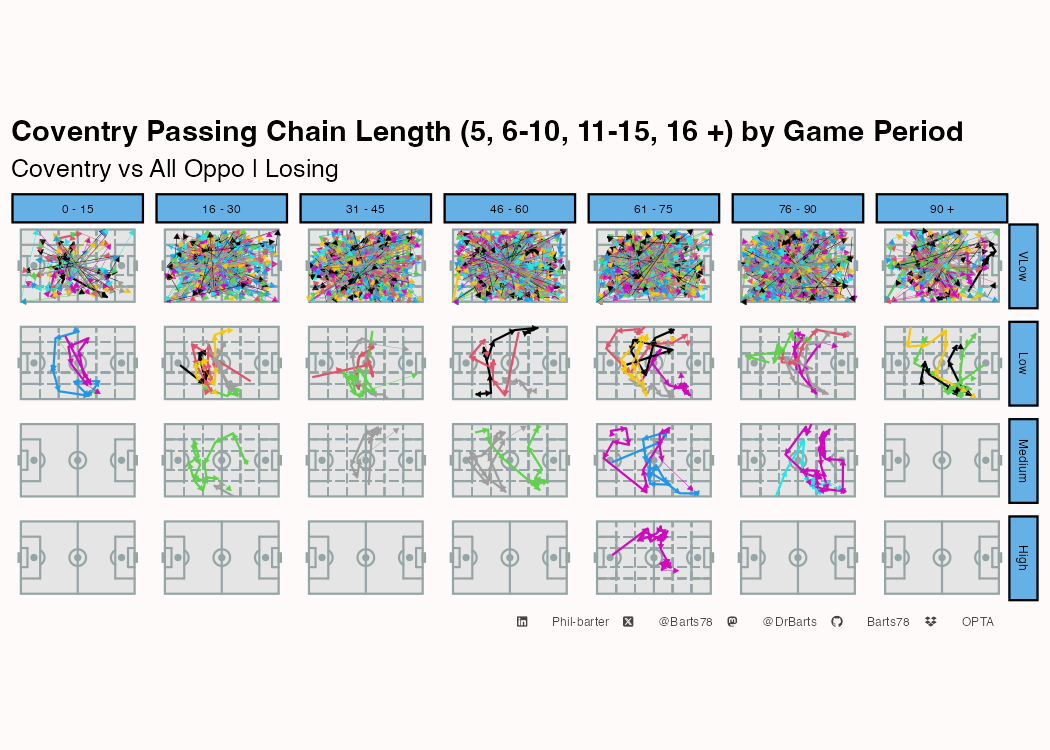 Coventry Passing Chain Length (5, 6-10, 11-15, 16 +) by Game Period
Coventry vs All Oppo | Losing
0 - 15 16 - 30 31 - 45 46 - 60 61 - 75 76 - 90 90 +
VLow
Low
Medium
High
Phil-barter @Barts78 @DrBarts Barts78 OPTA